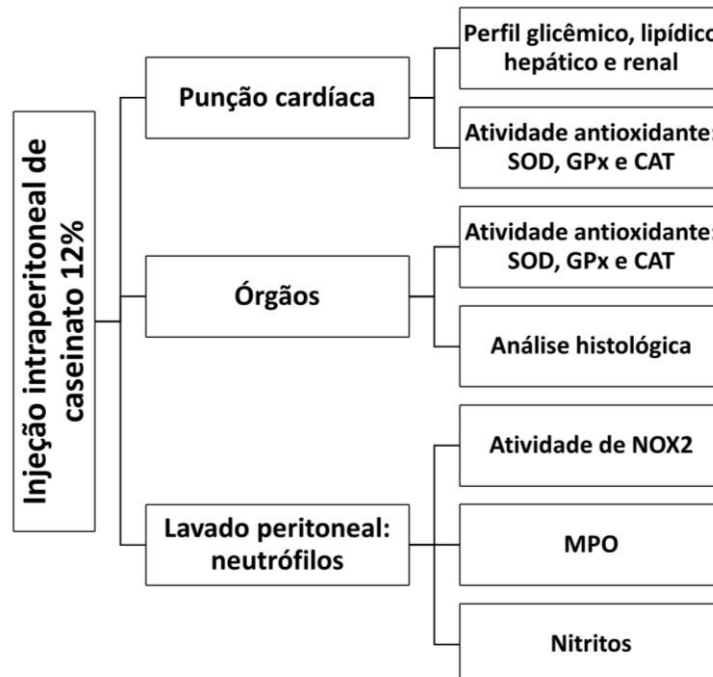 Injeção intraperitoneal de
caseinato 12%
Punção cardíaca
Perfil glicêmico, lipídico
hepático e renal
Atividade antioxidante:
SOD, GPx e CAT
Órgãos
Atividade antioxidante:
SOD, GPx e CAT
Análise histológica
Lavado peritoneal:
neutrófilos
Atividade de NOX2
MPO
Nitritos